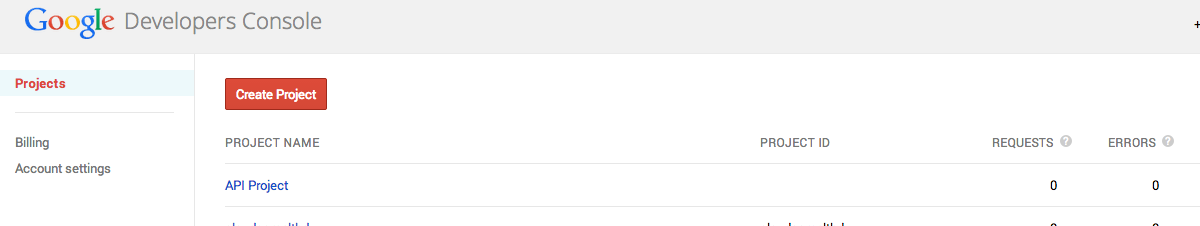 Google Developers Console
+
Projects
Create Project
Billing
PROJECT NAME PROJECT ID REQUESTS ? ERRORS ?
Account settings
API Project 0 0